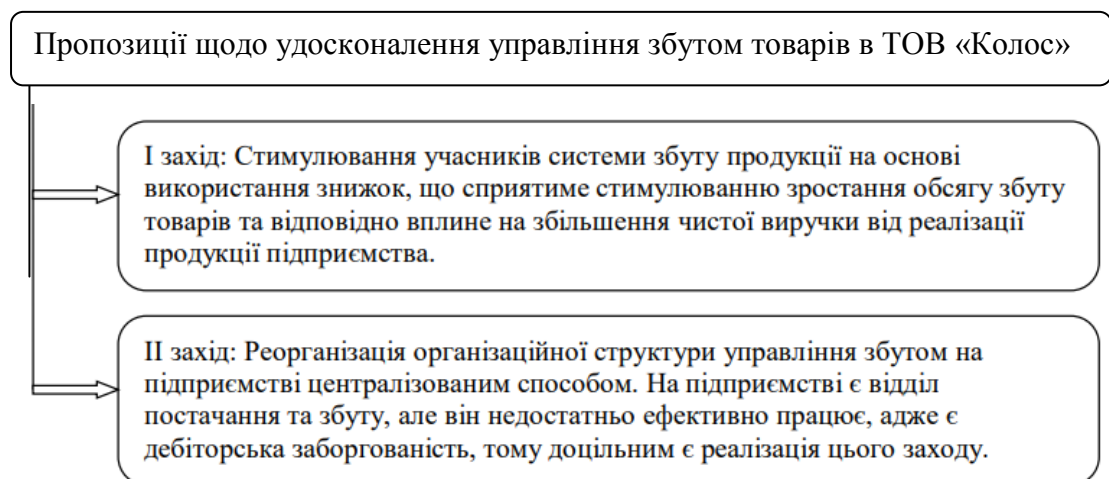 Пропозиції щодо удосконалення управління збутом товарів в ТОВ «Колос»
І захід: Стимулювання учасників системи збуту продукції на основі
використання знижок, що сприятиме стимулюванню зростання обсягу збуту
товарів та відповідно вплине на збільшення чистої виручки від реалізації
продукції підприємства.
ІІ захід: Реорганізація організаційної структури управління збутом на
підприємстві централізованим способом. На підприємстві є відділ
постачання та збуту, але він недостатньо ефективно працює, адже є
дебіторська заборгованість, тому доцільним є реалізація цього заходу.